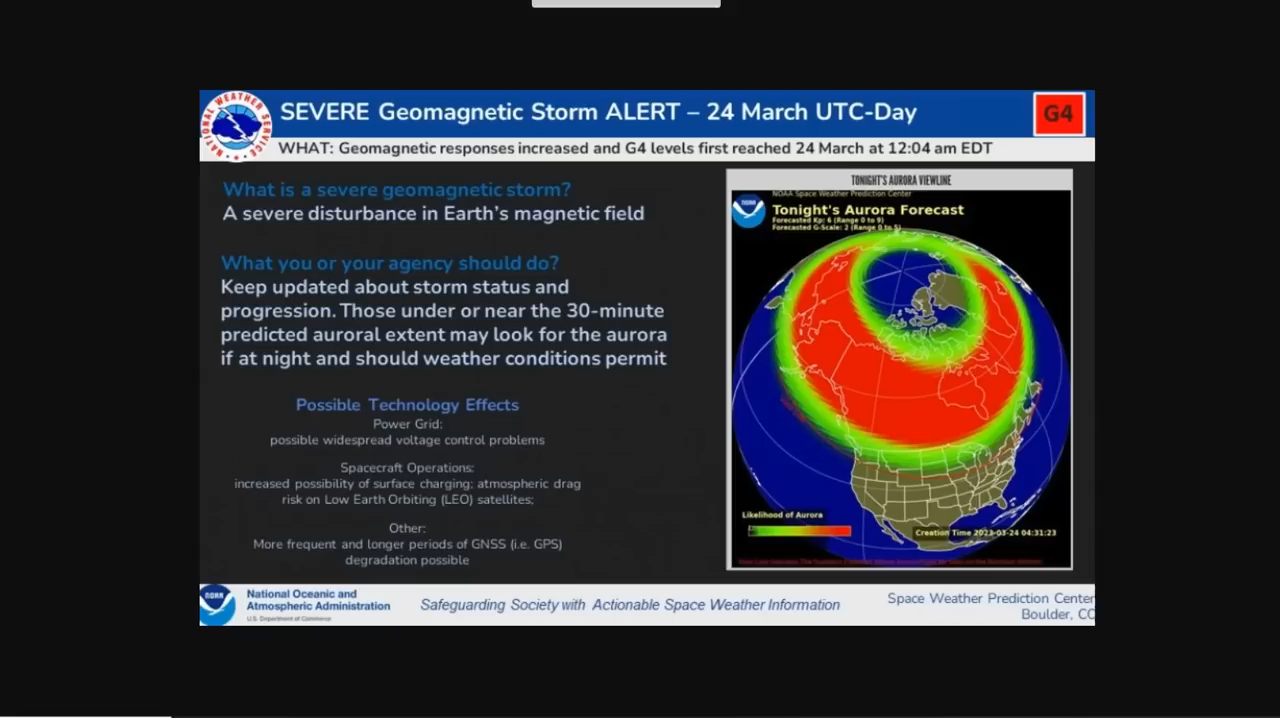 SEVERE Geomagnetic Storm ALERT – 24 March UTC-Day
G4
NATIONAL WEATHER SERVICE
WHAT: Geomagnetic responses increased and G4 levels first reached 24 March at 12:04 am EDT
What is a severe geomagnetic storm?
A severe disturbance in Earth's magnetic field
What you or your agency should do?
Keep updated about storm status and
progression. Those under or near the 30-minute
predicted auroral extent may look for the aurora
if at night and should weather conditions permit
Possible Technology Effects
Power Grid:
possible widespread voltage control problems
Spacecraft Operations:
increased possibility of surface charging; atmospheric drag
risk on Low Earth Orbiting (LEO) satellites;
Other:
More frequent and longer periods of GNSS (i.e. GPS)
degradation possible
TONIGHT'S AURORA VIEWLINE
NOAA Space Weather Prediction Center
NOAA
Tonight's Aurora Forecast
Forecasted Kp: 6 (Range 0 to 9)
Forecasted G-Scale: 2 (Range 0 to 5)
Likelihood of Aurora
Creation Time 2023-03-24 04:31:23
NOAA
National Oceanic and
Atmospheric Administration
U.S. Department of Commerce
Safeguarding Society with Actionable Space Weather Information
Space Weather Prediction Center
Boulder, CO